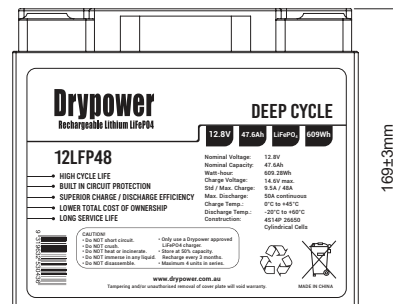 Drypower
Rechargeable Lithium LiFePO4
DEEP CYCLE
12.8V 47.6Ah LiFePO₄ 609Wh
12LFP48
HIGH CYCLE LIFE
BUILT IN CIRCUIT PROTECTION
SUPERIOR CHARGE / DISCHARGE EFFICIENCY
LOWER TOTAL COST OF OWNERSHIP
LONG SERVICE LIFE
Nominal Voltage: 12.8V
Nominal Capacity: 47.6Ah
Watt-hour: 609.28Wh
Charge Voltage: 14.6V max.
Std / Max. Charge: 9.5A / 48A
Max. Discharge: 50A continuous
Charge Temp.: 0°C to +45°C
Discharge Temp.: -20°C to +60°C
Construction: 4S14P 26650
Cylindrical Cells
CAUTION!
• Do NOT short circuit.
• Do NOT crush.
• Do NOT heat or incinerate.
• Do NOT immerse in any liquid.
• Do NOT disassemble.
• Only use a Drypower approved
LiFePO4 charger.
• Store at 50% capacity.
Recharge every 3 months.
• Maximum 4 units in series.
www.drypower.com.au
Tampering and/or unauthorised removal of cover plate will void warranty.
MADE IN CHINA
169±3mm